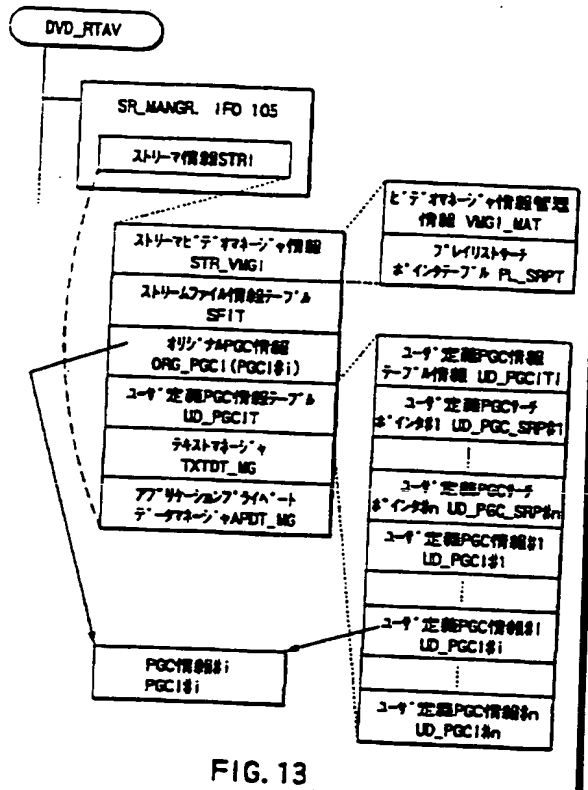 DVD_RTAV
SR_MANGR. IFO 105
ストリーマ情報STRI
ストリーマビデオマネージャ情報
STR_VMGI
ストリームファイル情報テーブル
SFIT
オリジナルPGC情報
ORG_PGCI(PGCI#i)
ユーザ定義PGC情報テーブル
UD_PGCIT
テキストマネージャ
TXTDT_MG
アプリケーションプライベート
データマネージャAPDT_MG
ビデオマネージャ情報管理
情報 VMGI_MAT
プレイリストサーチ
ポインタテーブル PL_SRPT
ユーザ定義PGC情報
テーブル情報 UD_PGCITI
ユーザ定義PGCサーチ
ポインタ#1 UD_PGC_SRP#1
ユーザ定義PGCサーチ
ポインタ#n UD_PGC_SRP#n
ユーザ定義PGC情報#1
UD_PGCI#1
ユーザ定義PGC情報#i
UD_PGCI#i
ユーザ定義PGC情報#n
UD_PGCI#n
PGC情報#i
PGCI#i
FIG. 13